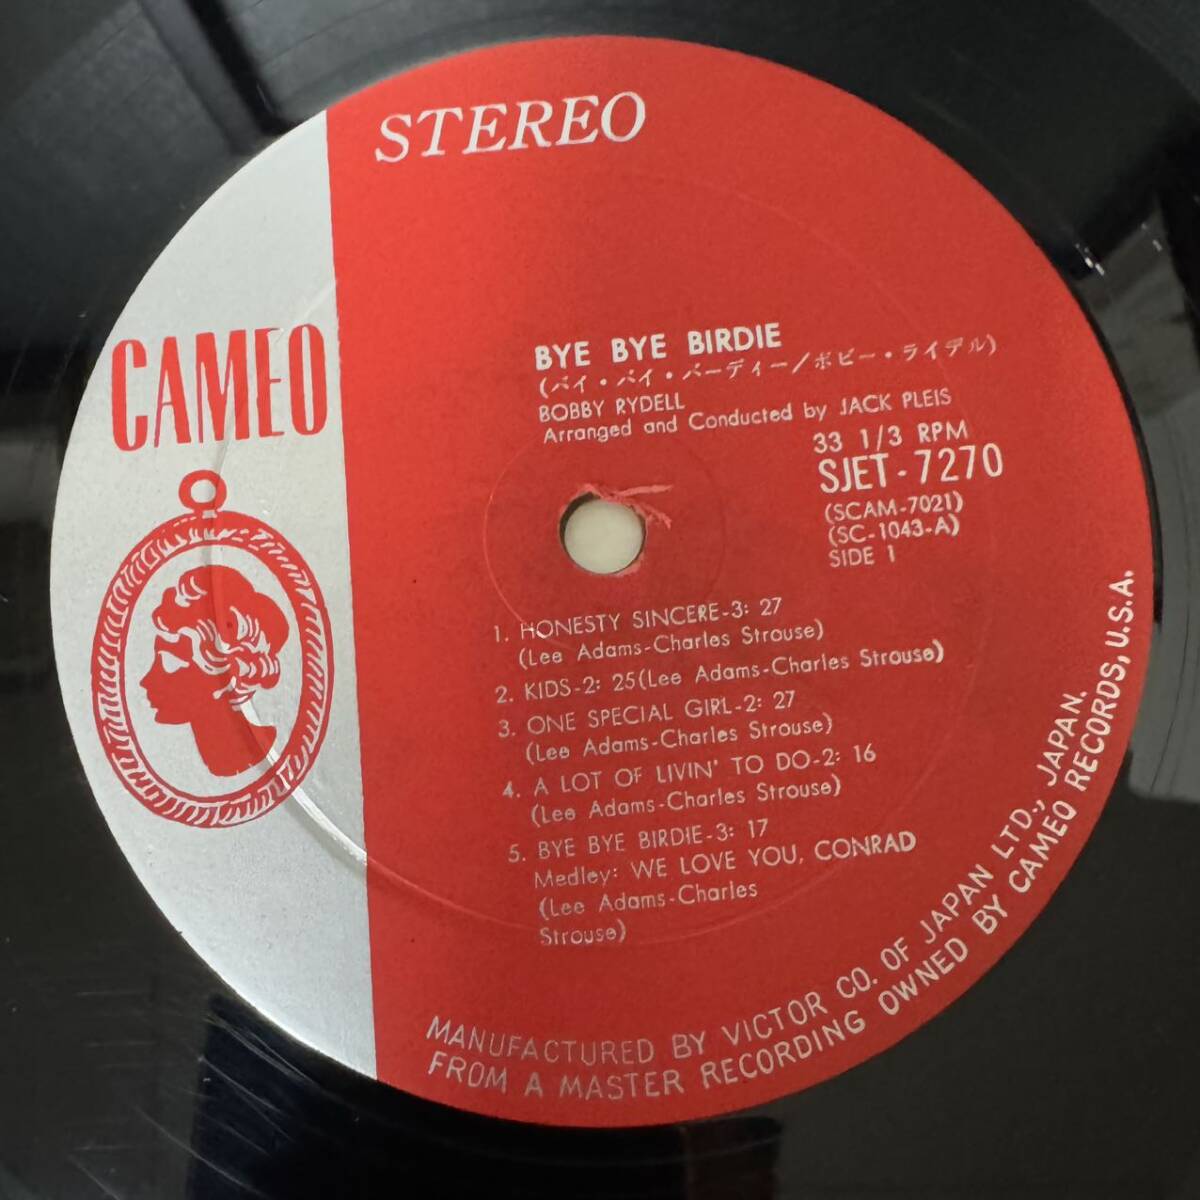 STEREO
CAMEO
BYE BYE BIRDIE
(バイ・バイ・バーディー/ボビー・ライデル)
BOBBY RYDELL
Arranged and Conducted by JACK PLEIS
33 1/3 RPM
SJET-7270
(SCAM-7021)
(SC-1043-A)
SIDE 1
1. HONESTY SINCERE-3: 27
(Lee Adams-Charles Strouse)
2. KIDS-2: 25(Lee Adams-Charles Strouse)
3. ONE SPECIAL GIRL-2: 27
(Lee Adams-Charles Strouse)
4. A LOT OF LIVIN' TO DO-2: 16
(Lee Adams-Charles Strouse)
5. BYE BYE BIRDIE-3: 17
Medley: WE LOVE YOU, CONRAD
(Lee Adams-Charles
Strouse)
MANUFACTURED BY VICTOR CO. OF JAPAN LTD., JAPAN.
FROM A MASTER RECORDING OWNED BY CAMEO RECORDS, U.S.A.